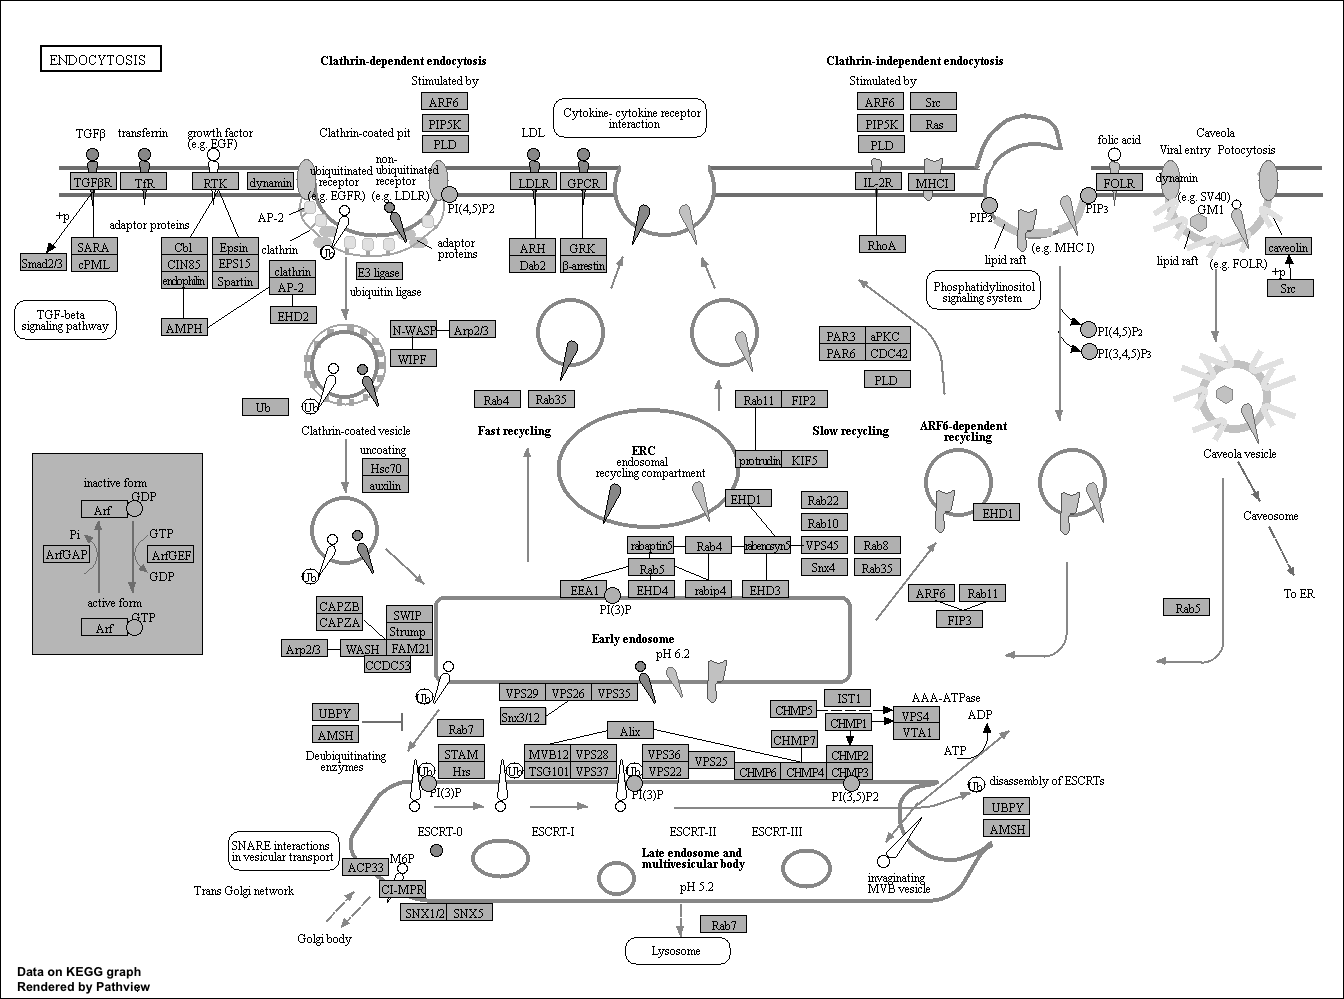 ENDOCYTOSIS
Clathrin-dependent endocytosis
Clathrin-independent endocytosis
Stimulated by
ARF6
PIP5K
PLD
Cytokine- cytokine receptor
interaction
Stimulated by
ARF6
Src
PIP5K
Ras
PLD
TGFβ
transferrin
growth factor
(e.g. EGF)
Clathrin-coated pit
LDL
folic acid
Caveola
Viral entry
Potocytosis
TGFβR
TfR
RTK
dynamin
ubiquitinated
receptor
(e.g. EGFR)
non-
ubiquitinated
receptor
(e.g. LDLR)
LDLR
GPCR
IL-2R
MHCI
FOLR
dynamin
(e.g. SV40)
GM1
+p
adaptor proteins
AP-2
PI(4,5)P2
PIP2
PIP3
Smad2/3
SARA
cPML
Cbl
CIN85
endophilin
Epsin
EPS15
Spartin
clathrin
Ub
adaptor
proteins
ARH
Dab2
GRK
β-arrestin
RhoA
lipid raft
(e.g. MHC I)
lipid raft
(e.g. FOLR)
caveolin
+p
Src
clathrin
AP-2
EHD2
E3 ligase
ubiquitin ligase
TGF-beta
signaling pathway
AMPH
Phosphatidylinositol
signaling system
N-WASP
Arp2/3
WIPF
PAR3
aPKC
PAR6
CDC42
PLD
PI(4,5)P2
PI(3,4,5)P3
Ub
Ub
Rab4
Rab35
Rab11
FIP2
Clathrin-coated vesicle
Fast recycling
Slow recycling
ARF6-dependent
recycling
uncoating
Hsc70
auxilin
ERC
endosomal
recycling compartment
protrudin
KIF5
Caveola vesicle
inactive form
GDP
Arf
Pi
GTP
ArfGAP
ArfGEF
GDP
active form
GTP
Arf
EHD1
Rab22
Rab10
EHD1
Caveosome
rabaptin5
Rab4
rabenosyn5
VPS45
Rab8
Rab5
Snx4
Rab35
Ub
EEA1
EHD4
rabip4
EHD3
PI(3)P
ARF6
Rab11
FIP3
To ER
Rab5
CAPZB
CAPZA
SWIP
Strump
Arp2/3
WASH
FAM21
CCDC53
Early endosome
pH 6.2
Ub
VPS29
VPS26
VPS35
Snx3/12
UBPY
AMSH
Deubiquitinating
enzymes
Rab7
STAM
Hrs
Alix
MVB12
VPS28
TSG101
VPS37
VPS36
VPS22
VPS25
CHMP5
IST1
CHMP1
CHMP7
CHMP2
CHMP6
CHMP4
CHMP3
AAA-ATPase
VPS4
VTA1
ADP
ATP
Ub
Ub
Ub
PI(3)P
PI(3)P
PI(3,5)P2
Ub
disassembly of ESCRTs
UBPY
AMSH
ESCRT-0
ESCRT-I
ESCRT-II
ESCRT-III
SNARE interactions
in vesicular transport
ACP33
M6P
CI-MPR
Late endosome and
multivesicular body
pH 5.2
invaginating
MVB vesicle
Trans Golgi network
SNX1/2
SNX5
Golgi body
Rab7
Lysosome
Data on KEGG graph
Rendered by Pathview